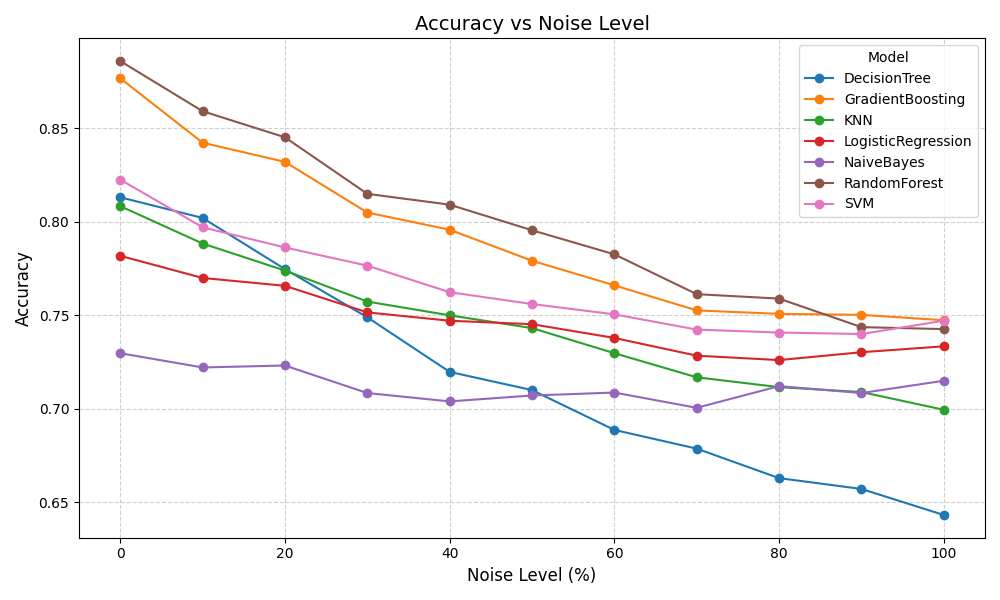 Accuracy vs Noise Level
Model
DecisionTree
GradientBoosting
KNN
LogisticRegression
NaiveBayes
RandomForest
SVM
Accuracy
0.85
0.80
0.75
0.70
0.65
0 20 40 60 80 100
Noise Level (%)